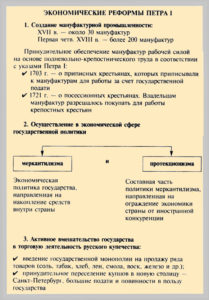 ЭКОНОМИЧЕСКИЕ РЕФОРМЫ ПЕТРА I
1. Создание мануфактурной промышленности:
XVII в. — около 30 мануфактур
Первая четв. XVIII в. — более 200 мануфактур
Принудительное обеспечение мануфактур рабочей силой
на основе подневольно-крепостнического труда в соответствии
с указами Петра I:
✔ 1703 г. — о приписных крестьянах, которых приписывали
к мануфактурам для работы за счет государственной
подати
✔ 1721 г. — о посессионных крестьянах. Владельцам
мануфактур разрешалось покупать для работы
крепостных крестьян
2. Осуществление в экономической сфере
государственной политики
меркантилизма
и
протекционизма
Экономическая
политика государства,
направленная на
накопление средств
внутри страны
Составная часть
политики меркантилизма,
направленная на
ограждение экономики
страны от иностранной
конкуренции
3. Активное вмешательство государства
в торговую деятельность русского купечества:
✔ введение государственной монополии на продажу ряда
товаров (соль, табак, хлеб, лен, смола, воск, железо и др.);
✔ принудительное переселение купцов в новую столицу —
Санкт-Петербург, большие подати и повинности в пользу
государства